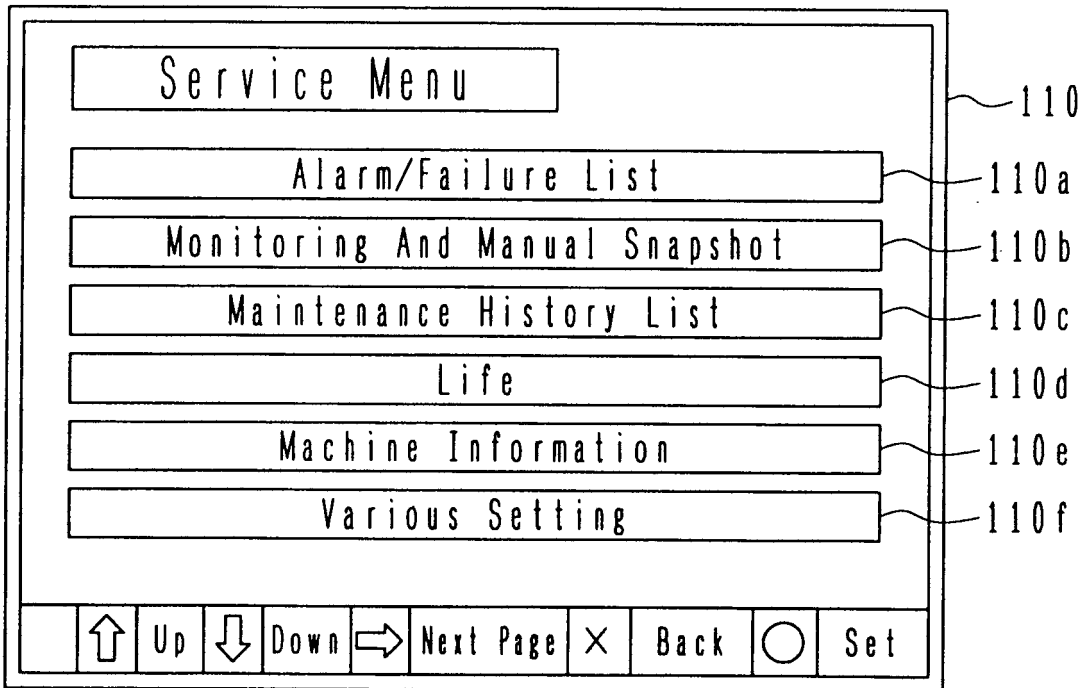 Service Menu
110
Alarm/Failure List
110a
Monitoring And Manual Snapshot
110b
Maintenance History List
110c
Life
110d
Machine Information
110e
Various Setting
110f
Up Down Next Page X Back Set